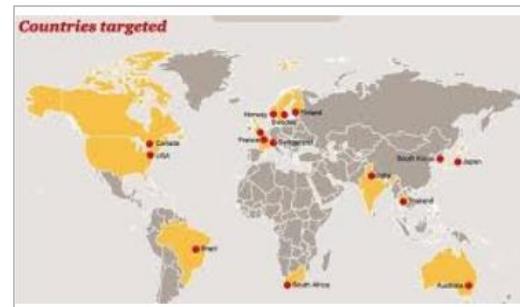 Countries targeted
Norway
Sweden
Finland
France
Switzerland
Canada
USA
South Korea
Japan
India
Thailand
Brazil
South Africa
Australia